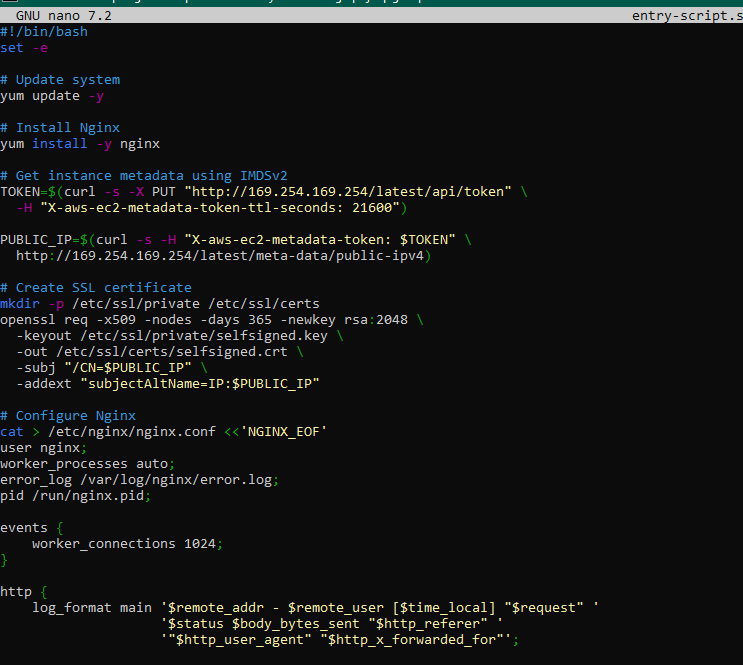 GNU nano 7.2 entry-script.s
#!/bin/bash
set -e
# Update system
yum update -y
# Install Nginx
yum install -y nginx
# Get instance metadata using IMDSv2
TOKEN=$(curl -s -X PUT "http://169.254.169.254/latest/api/token" \
  -H "X-aws-ec2-metadata-token-ttl-seconds: 21600")
PUBLIC_IP=$(curl -s -H "X-aws-ec2-metadata-token: $TOKEN" \
  http://169.254.169.254/latest/meta-data/public-ipv4)
# Create SSL certificate
mkdir -p /etc/ssl/private /etc/ssl/certs
openssl req -x509 -nodes -days 365 -newkey rsa:2048 \
  -keyout /etc/ssl/private/selfsigned.key \
  -out /etc/ssl/certs/selfsigned.crt \
  -subj "/CN=$PUBLIC_IP" \
  -addext "subjectAltName=IP:$PUBLIC_IP"
# Configure Nginx
cat > /etc/nginx/nginx.conf <<'NGINX_EOF'
user nginx;
worker_processes auto;
error_log /var/log/nginx/error.log;
pid /run/nginx.pid;
events {
    worker_connections 1024;
}
http {
    log_format main '$remote_addr - $remote_user [$time_local] "$request" '
                    '$status $body_bytes_sent "$http_referer" '
                    '"$http_user_agent" "$http_x_forwarded_for"';